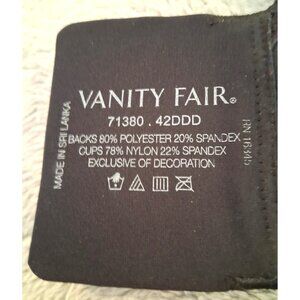 VANITY FAIR®
71380 . 42DDD
BACKS 80% POLYESTER 20% SPANDEX
CUPS 78% NYLON 22% SPANDEX
EXCLUSIVE OF DECORATION
MADE IN SRI LANKA
RN 16345